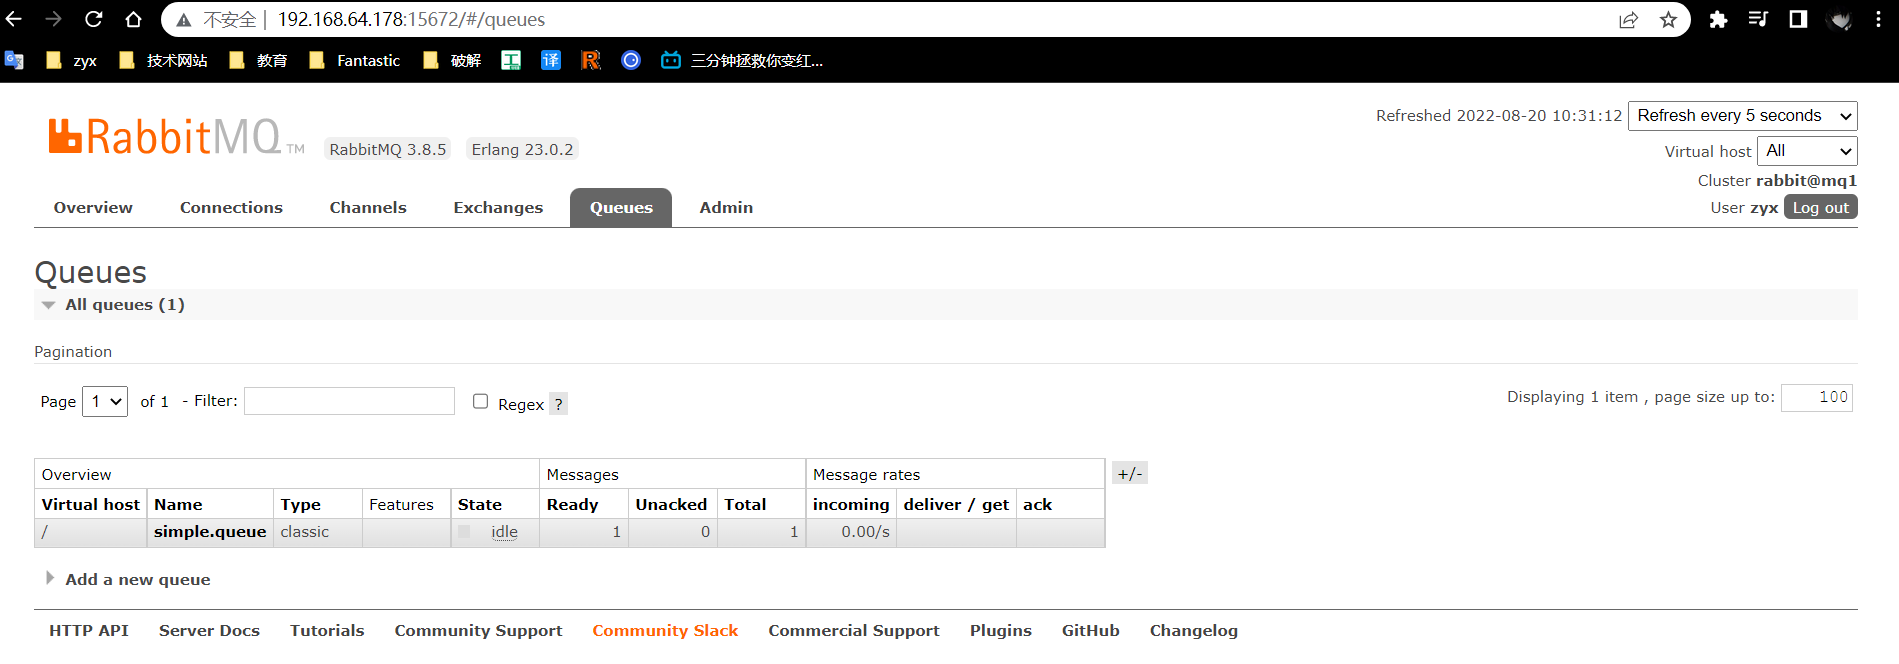 不安全 | 192.168.64.178:15672/#/queues
zyx 技术网站 教育 Fantastic 破解 工 译 R 三分钟拯救你变红...
Refreshed 2022-08-20 10:31:12 Refresh every 5 seconds
RabbitMQ TM RabbitMQ 3.8.5 Erlang 23.0.2
Virtual host All
Cluster rabbit@mq1
User zyx Log out
Overview Connections Channels Exchanges Queues Admin
Queues
All queues (1)
Pagination
Page 1 of 1 - Filter: Regex ? Displaying 1 item , page size up to: 100
Overview Messages Message rates +/-
Virtual host Name Type Features State Ready Unacked Total incoming deliver / get ack
/ simple.queue classic idle 1 0 1 0.00/s
Add a new queue
HTTP API Server Docs Tutorials Community Support Community Slack Commercial Support Plugins GitHub Changelog